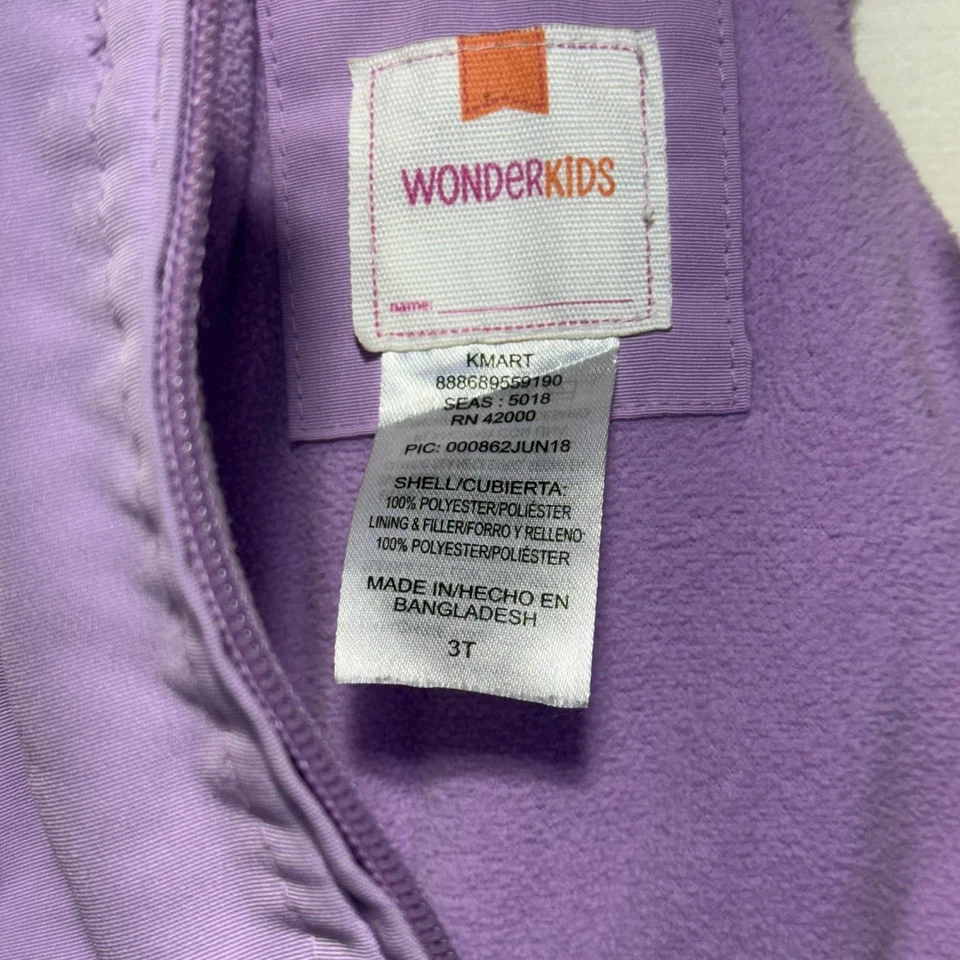 WONDERKIDS
name:
KMART
888689559190
SEAS : 5018
RN 42000
PIC: 000862JUN18
SHELL/CUBIERTA:
100% POLYESTER/POLIÉSTER
LINING & FILLER/FORRO Y RELLENO:
100% POLYESTER/POLIÉSTER
MADE IN/HECHO EN
BANGLADESH
3T